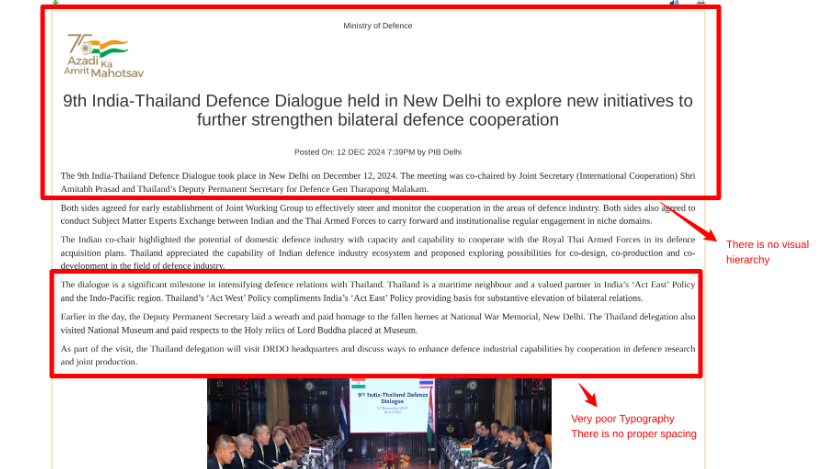 Ministry of Defence
75
Azadi Ka
Amrit Mahotsav
9th India-Thailand Defence Dialogue held in New Delhi to explore new initiatives to
further strengthen bilateral defence cooperation
Posted On: 12 DEC 2024 7:39PM by PIB Delhi
The 9th India-Thailand Defence Dialogue took place in New Delhi on December 12, 2024. The meeting was co-chaired by Joint Secretary (International Cooperation) Shri
Amitabh Prasad and Thailand's Deputy Permanent Secretary for Defence Gen Tharapong Malakam.
Both sides agreed for early establishment of Joint Working Group to effectively steer and monitor the cooperation in the areas of defence industry. Both sides also agreed to
conduct Subject Matter Experts Exchange between Indian and the Thai Armed Forces to carry forward and institutionalise regular engagement in niche domains.
The Indian co-chair highlighted the potential of domestic defence industry with capacity and capability to cooperate with the Royal Thai Armed Forces in its defence
acquisition plans. Thailand appreciated the capability of Indian defence industry ecosystem and proposed exploring possibilities for co-design, co-production and co-
development in the field of defence industry.
There is no visual
hierarchy
The dialogue is a significant milestone in intensifying defence relations with Thailand. Thailand is a maritime neighbour and a valued partner in India's 'Act East' Policy
and the Indo-Pacific region. Thailand's 'Act West' Policy compliments India's 'Act East' Policy providing basis for substantive elevation of bilateral relations.
Earlier in the day, the Deputy Permanent Secretary laid a wreath and paid homage to the fallen heroes at National War Memorial, New Delhi. The Thailand delegation also
visited National Museum and paid respects to the Holy relics of Lord Buddha placed at Museum.
As part of the visit, the Thailand delegation will visit DRDO headquarters and discuss ways to enhance defence industrial capabilities by cooperation in defence research
and joint production.
9th India-Thailand Defence
Dialogue
Very poor Typography
There is no proper spacing